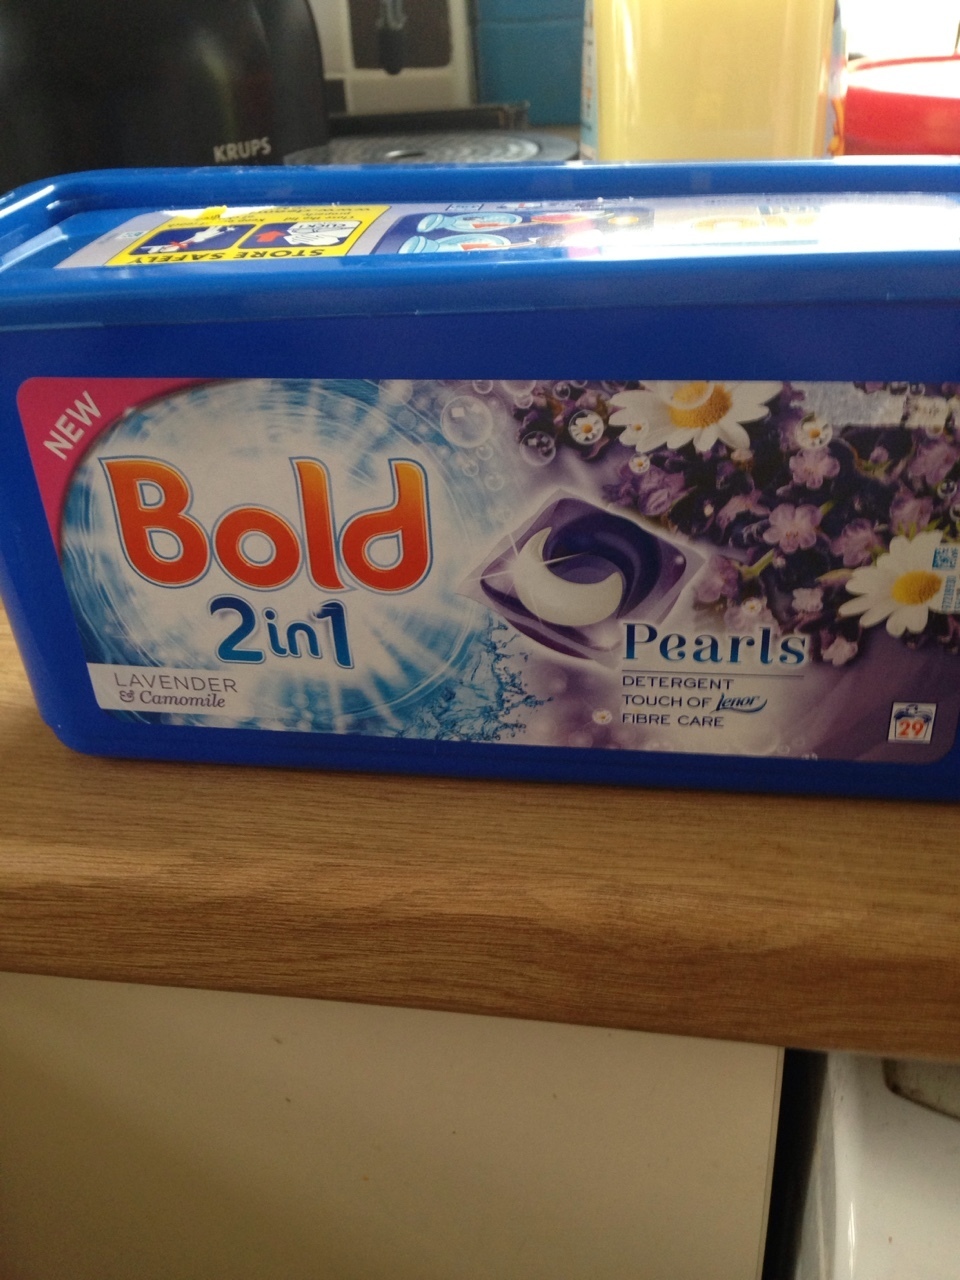 KRUPS
STORE SAFELY
NEW
Bold
2in1
LAVENDER
& Camomile
Pearls
DETERGENT
TOUCH OF Lenor
FIBRE CARE
29